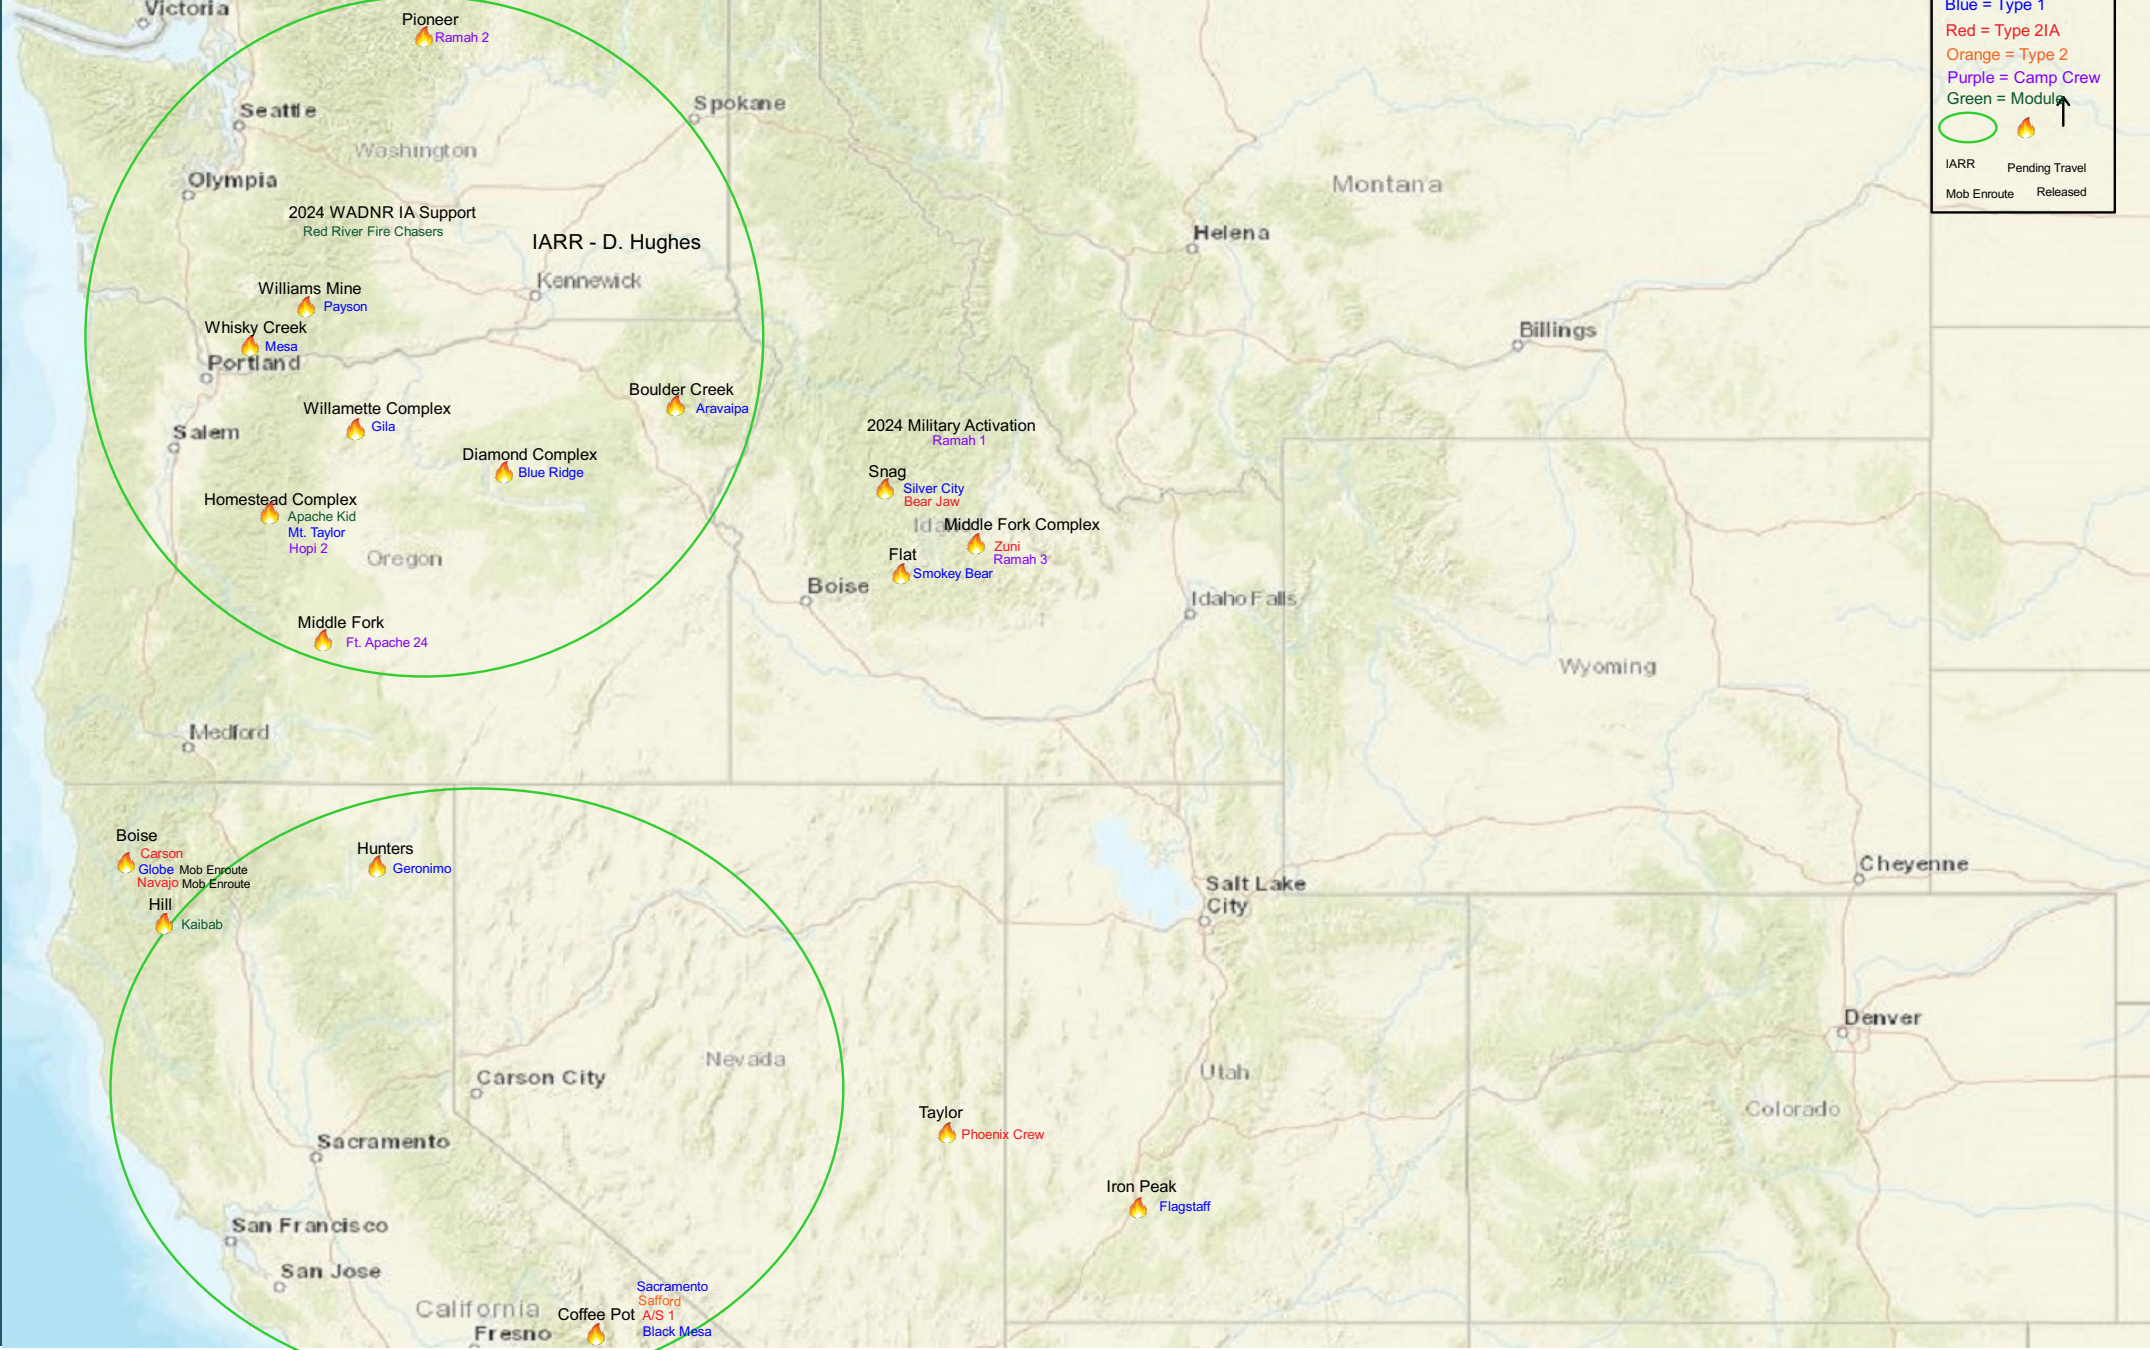 Victoria
Pioneer
Ramah 2
Blue = Type 1
Red = Type 2IA
Orange = Type 2
Purple = Camp Crew
Green = Module
IARR
Pending Travel
Mob Enroute
Released
Seattle
Spokane
Washington
Olympia
Montana
2024 WADNR IA Support
Red River Fire Chasers
IARR - D. Hughes
Helena
Kennewick
Williams Mine
Payson
Whisky Creek
Mesa
Portland
Billings
Boulder Creek
Aravaipa
Willamette Complex
Gila
Salem
2024 Military Activation
Ramah 1
Diamond Complex
Blue Ridge
Snag
Silver City
Bear Jaw
Homestead Complex
Apache Kid
Mt. Taylor
Hopi 2
Idaho
Middle Fork Complex
Zuni
Ramah 3
Oregon
Flat
Smokey Bear
Boise
Idaho Falls
Middle Fork
Ft. Apache 24
Wyoming
Medford
Boise
Carson
Globe Mob Enroute
Navajo Mob Enroute
Hunters
Geronimo
Hill
Kaibab
Cheyenne
Salt Lake
City
Denver
Nevada
Carson City
Utah
Colorado
Taylor
Phoenix Crew
Sacramento
Iron Peak
Flagstaff
San Francisco
San Jose
California
Fresno
Coffee Pot
Sacramento
Safford
A/S 1
Black Mesa